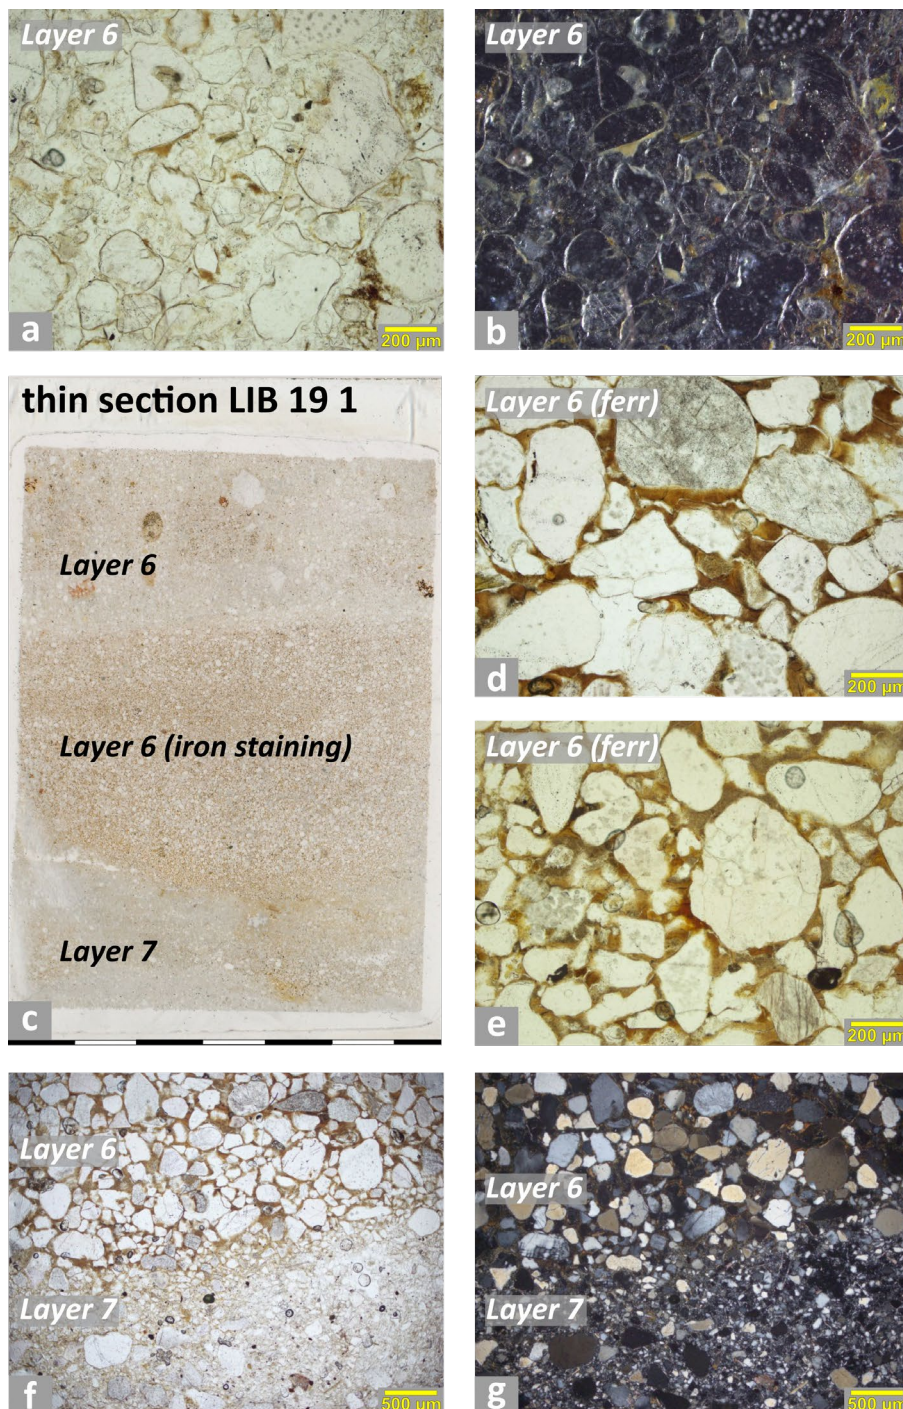 Layer 6
a
200 µm
Layer 6
b
200 µm
thin section LIB 19 1
Layer 6
Layer 6 (iron staining)
Layer 7
c
Layer 6 (ferr)
d
200 µm
Layer 6 (ferr)
e
200 µm
Layer 6
Layer 7
f
500 µm
Layer 6
Layer 7
g
500 µm